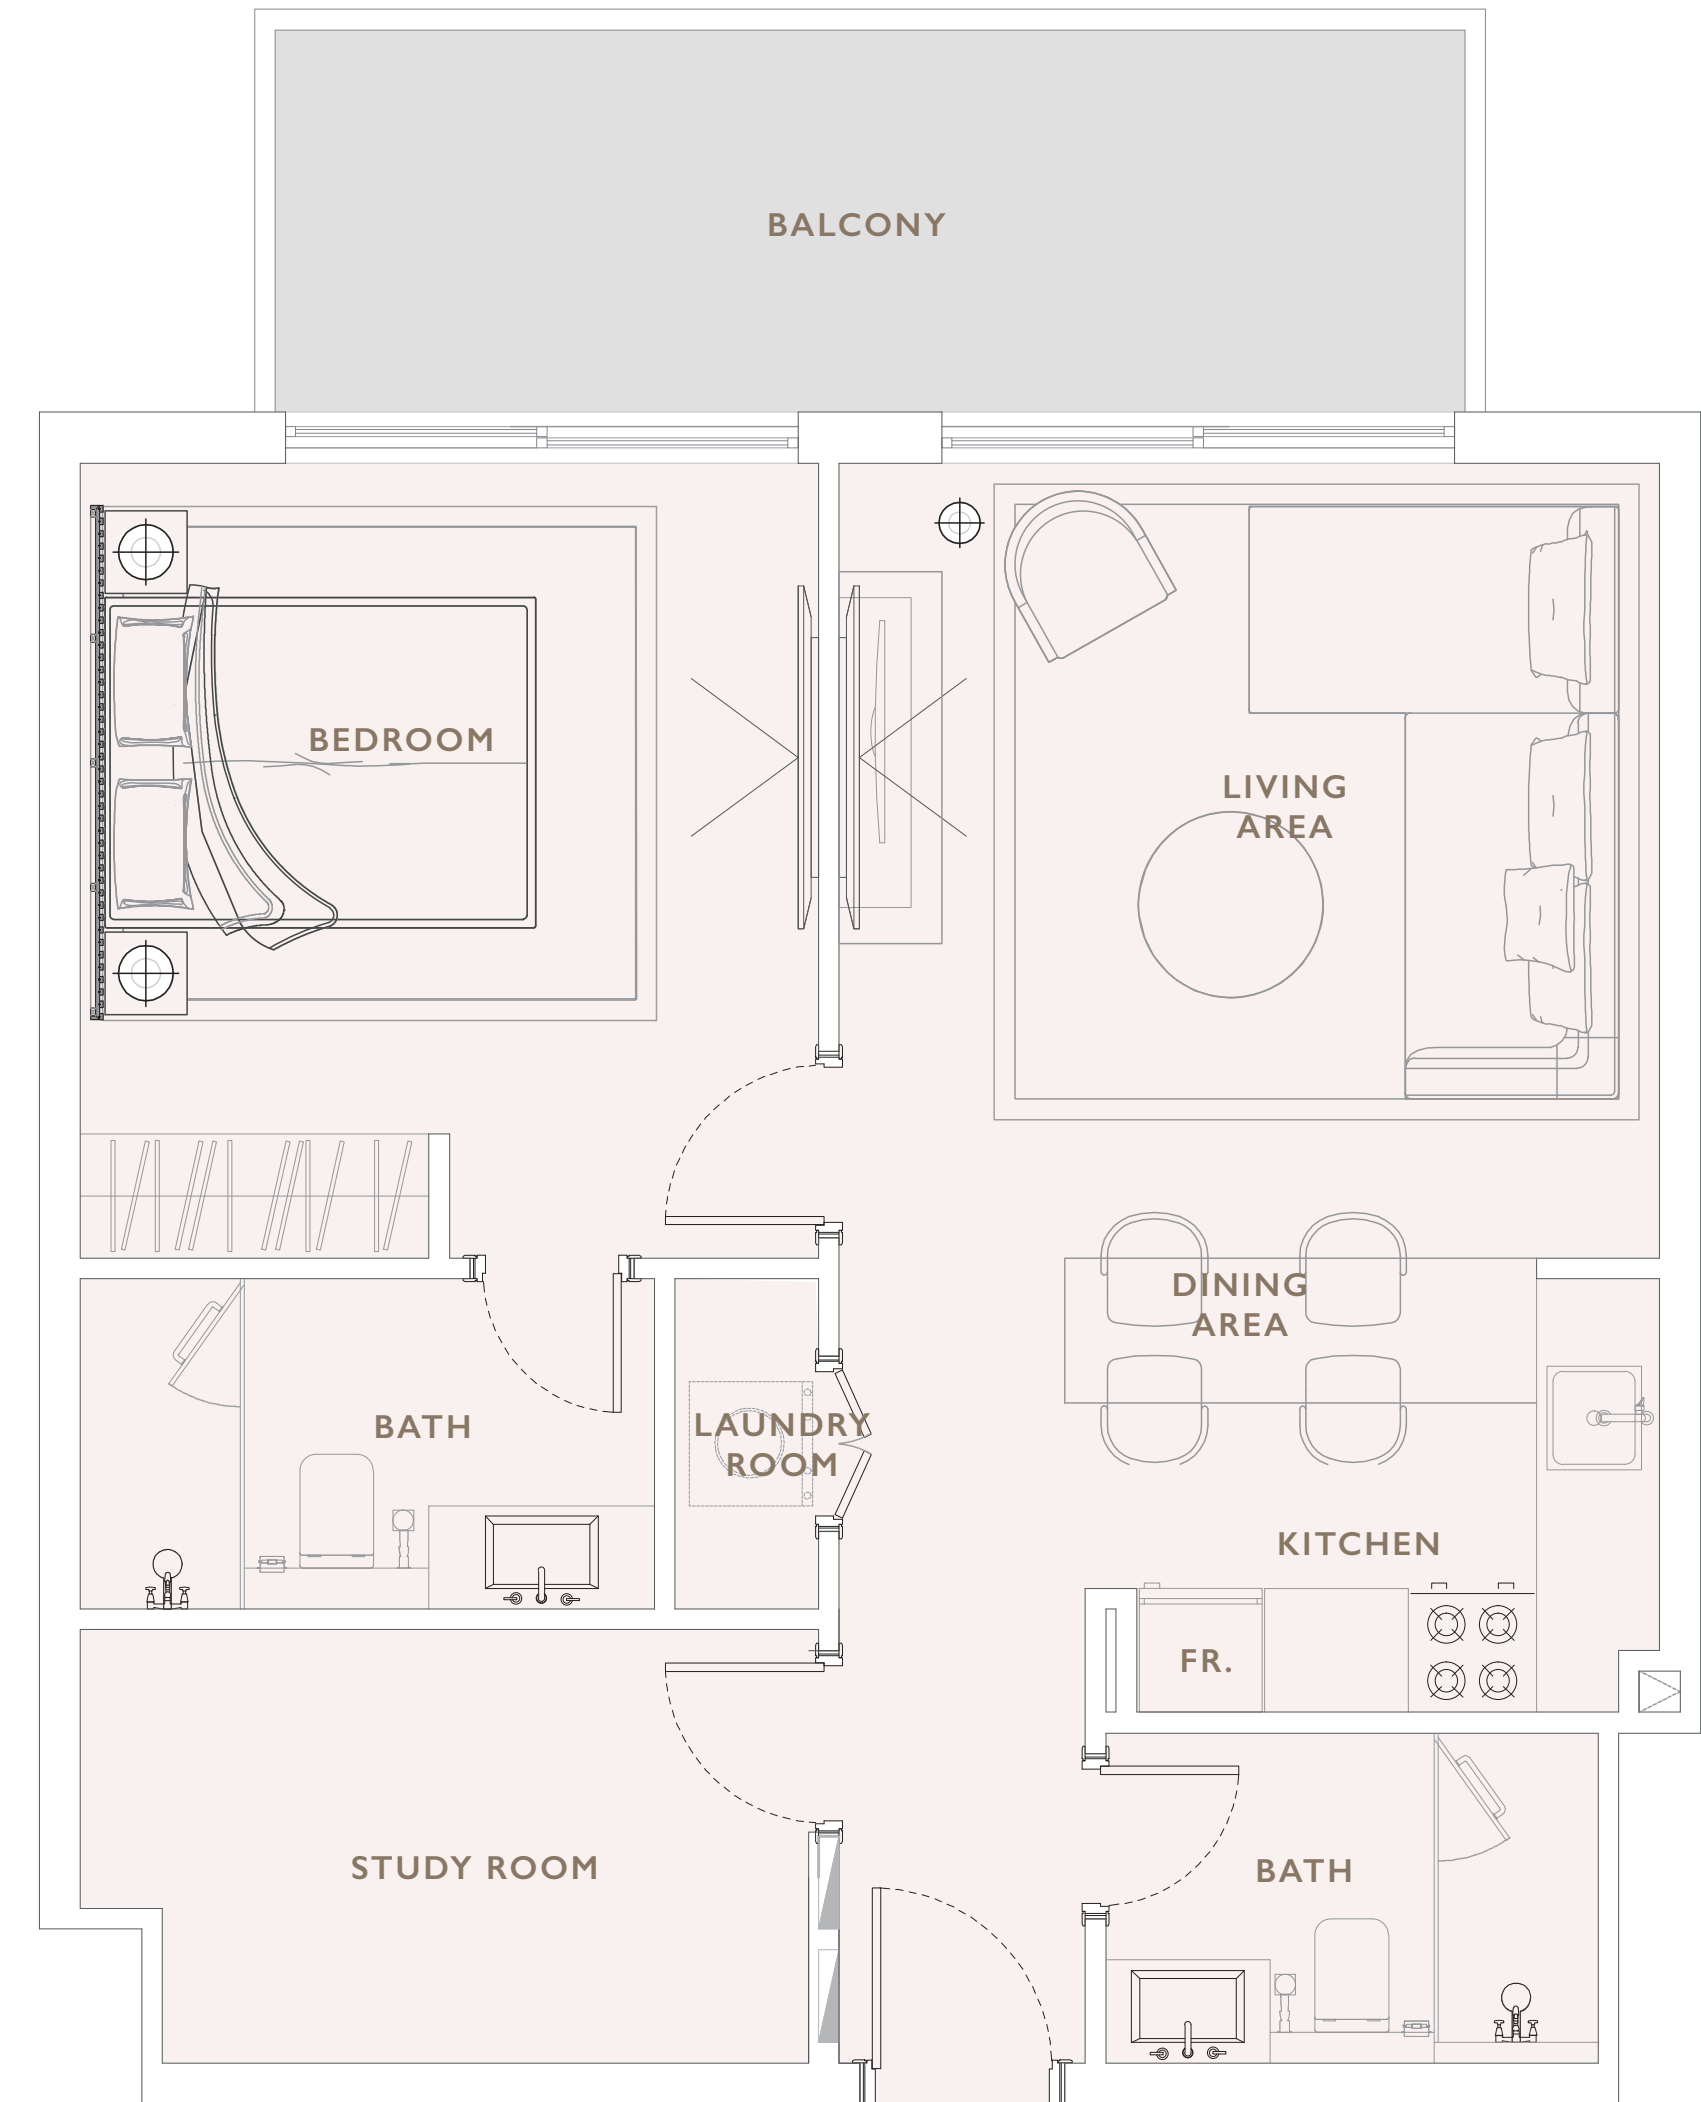 BALCONY
BEDROOM
LIVING
AREA
DINING
AREA
BATH
LAUNDRY
ROOM
KITCHEN
FR.
STUDY ROOM
BATH